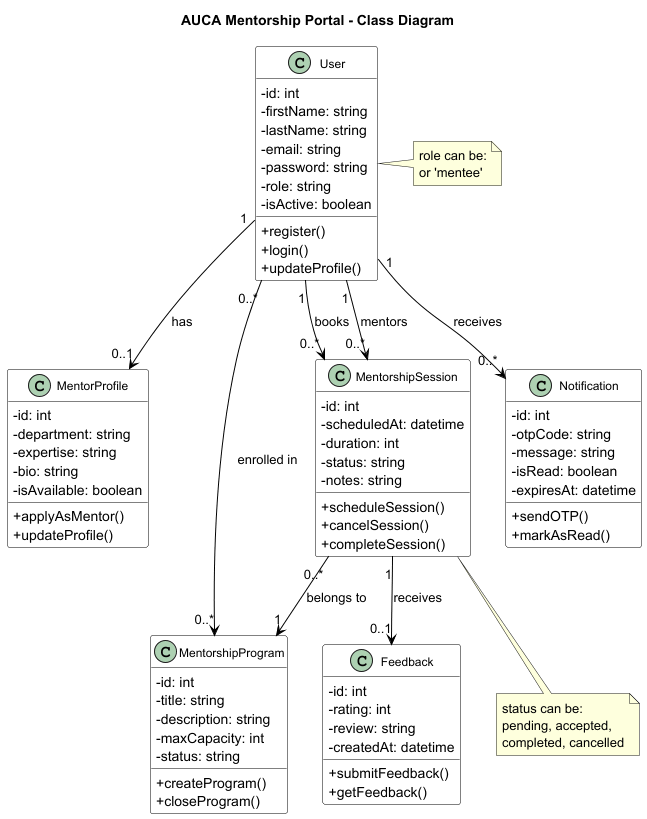 AUCA Mentorship Portal - Class Diagram
C User
-id: int
-firstName: string
-lastName: string
-email: string
-password: string
-role: string
-isActive: boolean
+register()
+login()
+updateProfile()
role can be:
or 'mentee'
1
has
0..1
0..*
enrolled in
0..*
1
books
0..*
1
mentors
0..*
1
receives
0..*
C MentorProfile
-id: int
-department: string
-expertise: string
-bio: string
-isAvailable: boolean
+applyAsMentor()
+updateProfile()
C MentorshipSession
-id: int
-scheduledAt: datetime
-duration: int
-status: string
-notes: string
+scheduleSession()
+cancelSession()
+completeSession()
C Notification
-id: int
-otpCode: string
-message: string
-isRead: boolean
-expiresAt: datetime
+sendOTP()
+markAsRead()
0..*
belongs to
1
1
receives
0..1
C MentorshipProgram
-id: int
-title: string
-description: string
-maxCapacity: int
-status: string
+createProgram()
+closeProgram()
C Feedback
-id: int
-rating: int
-review: string
-createdAt: datetime
+submitFeedback()
+getFeedback()
status can be:
pending, accepted,
completed, cancelled